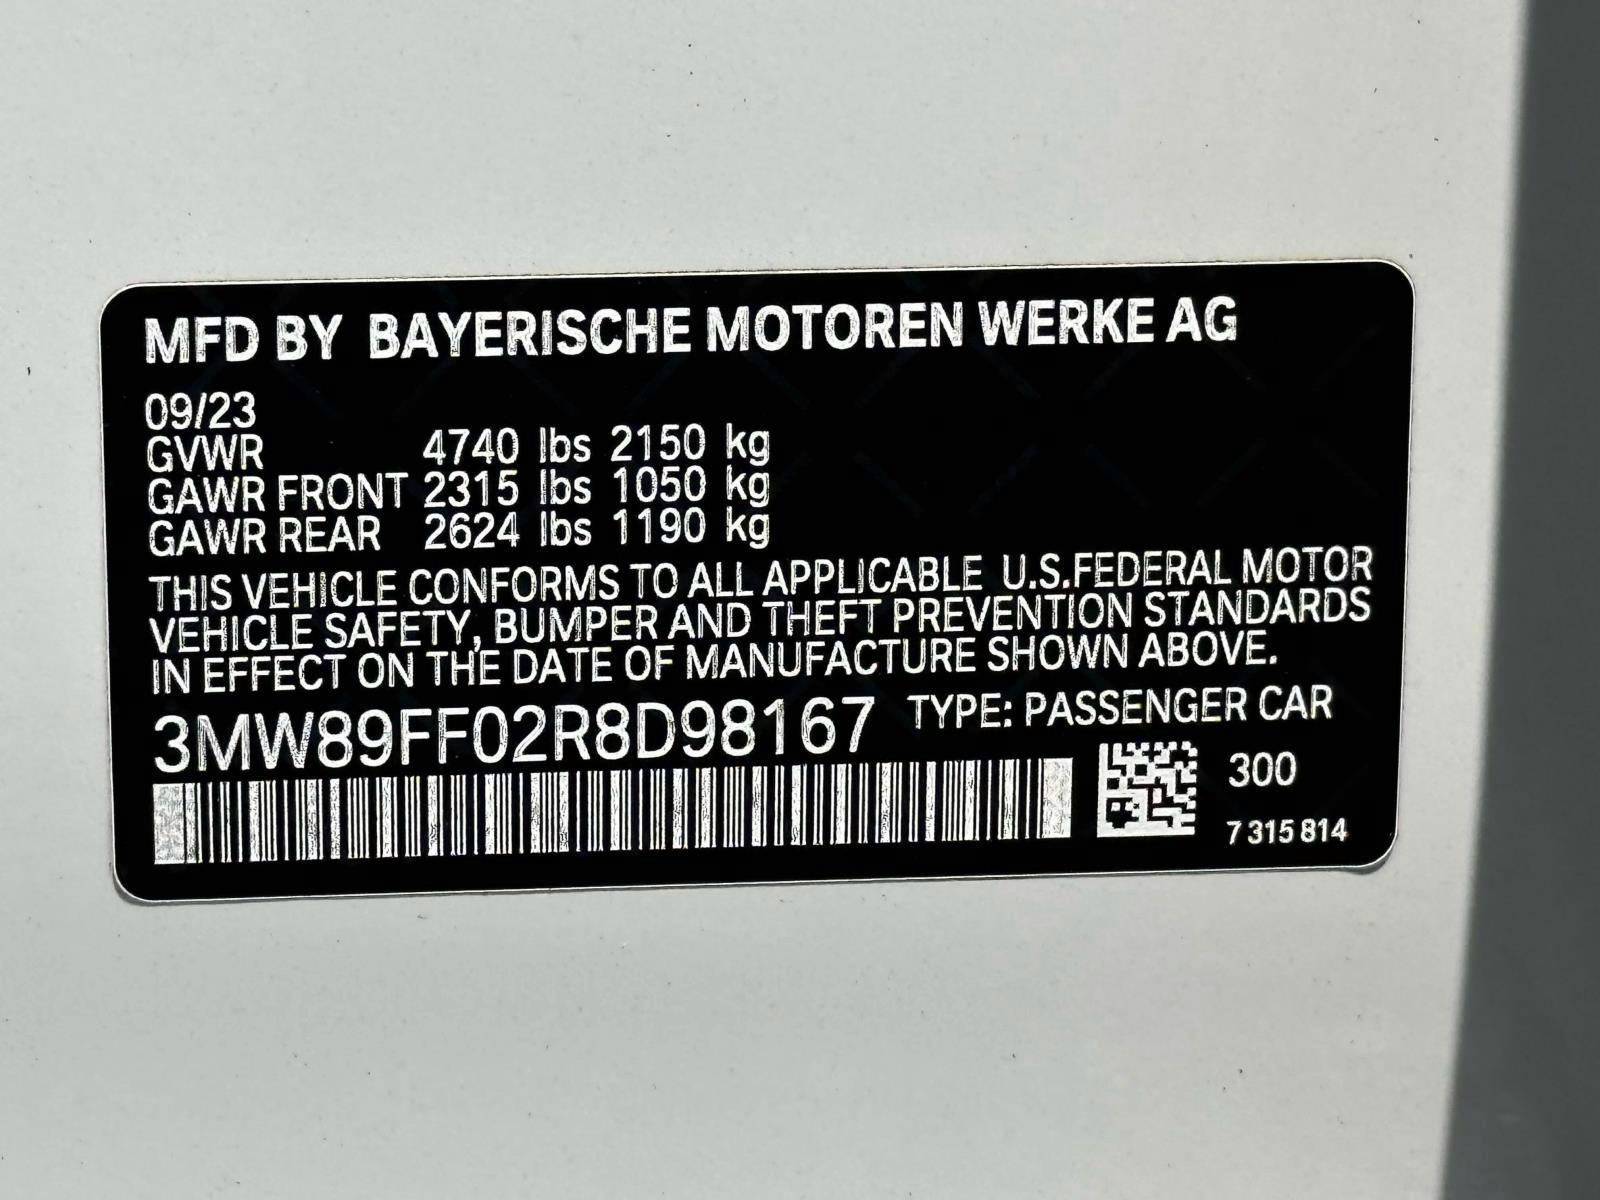 MFD BY BAYERISCHE MOTOREN WERKE AG
09/23
GVWR 4740 lbs 2150 kg
GAWR FRONT 2315 lbs 1050 kg
GAWR REAR 2624 lbs 1190 kg
THIS VEHICLE CONFORMS TO ALL APPLICABLE U.S.FEDERAL MOTOR
VEHICLE SAFETY, BUMPER AND THEFT PREVENTION STANDARDS
IN EFFECT ON THE DATE OF MANUFACTURE SHOWN ABOVE.
3MW89FF02R8D98167 TYPE: PASSENGER CAR
300
7 315 814